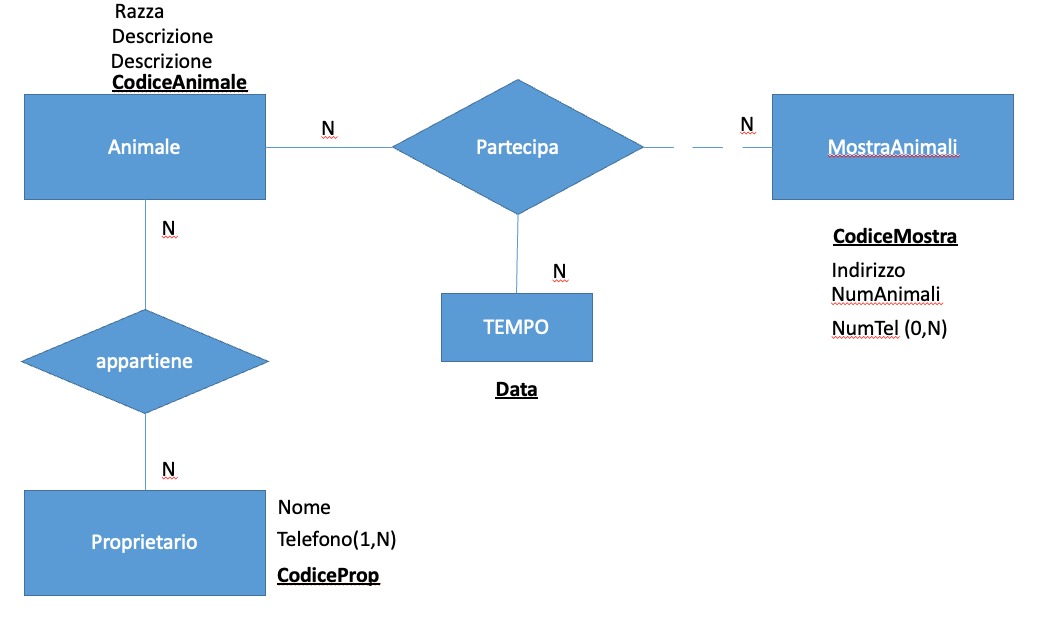 Razza
Descrizione
Descrizione
CodiceAnimale
Animale
N
Partecipa
N
MostraAnimali
N
CodiceMostra
Indirizzo
NumAnimali
NumTel (0,N)
N
TEMPO
Data
appartiene
N
Proprietario
Nome
Telefono(1,N)
CodiceProp